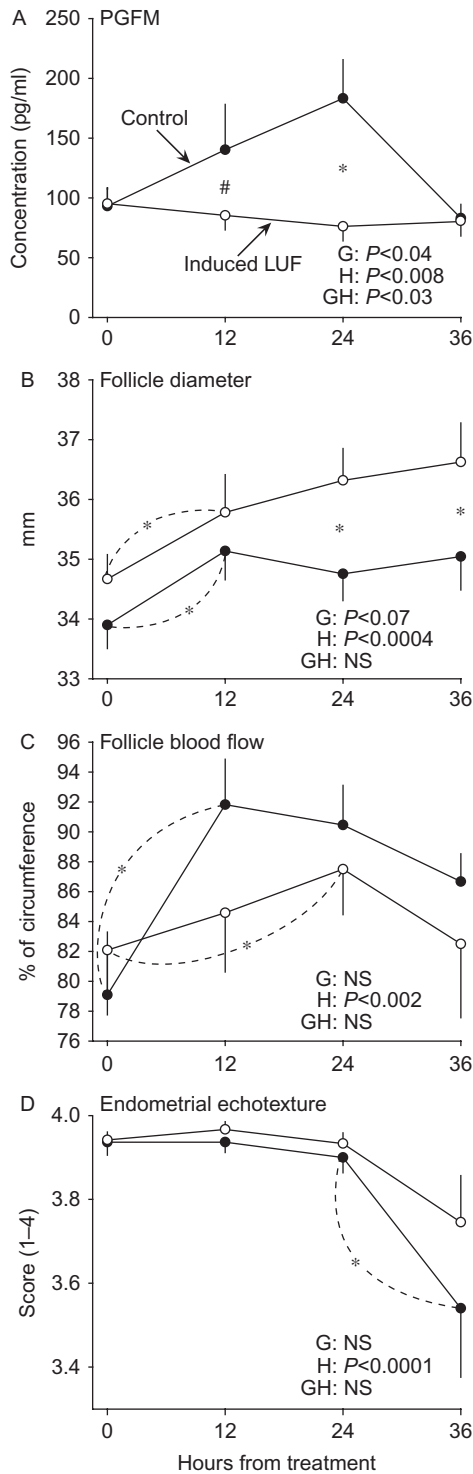 A PGFM
250
200
150
100
50
0
Concentration (pg/ml)
Control
#
*
Induced LUF
G: P<0.04
H: P<0.008
GH: P<0.03
0 12 24 36
B Follicle diameter
38
37
36
35
34
33
mm
*
*
*
*
G: P<0.07
H: P<0.0004
GH: NS
0 12 24 36
C Follicle blood flow
96
94
92
90
88
86
84
82
80
78
76
% of circumference
*
*
G: NS
H: P<0.002
GH: NS
0 12 24 36
D Endometrial echotexture
4.0
3.8
3.6
3.4
Score (1–4)
*
G: NS
H: P<0.0001
GH: NS
0 12 24 36
Hours from treatment